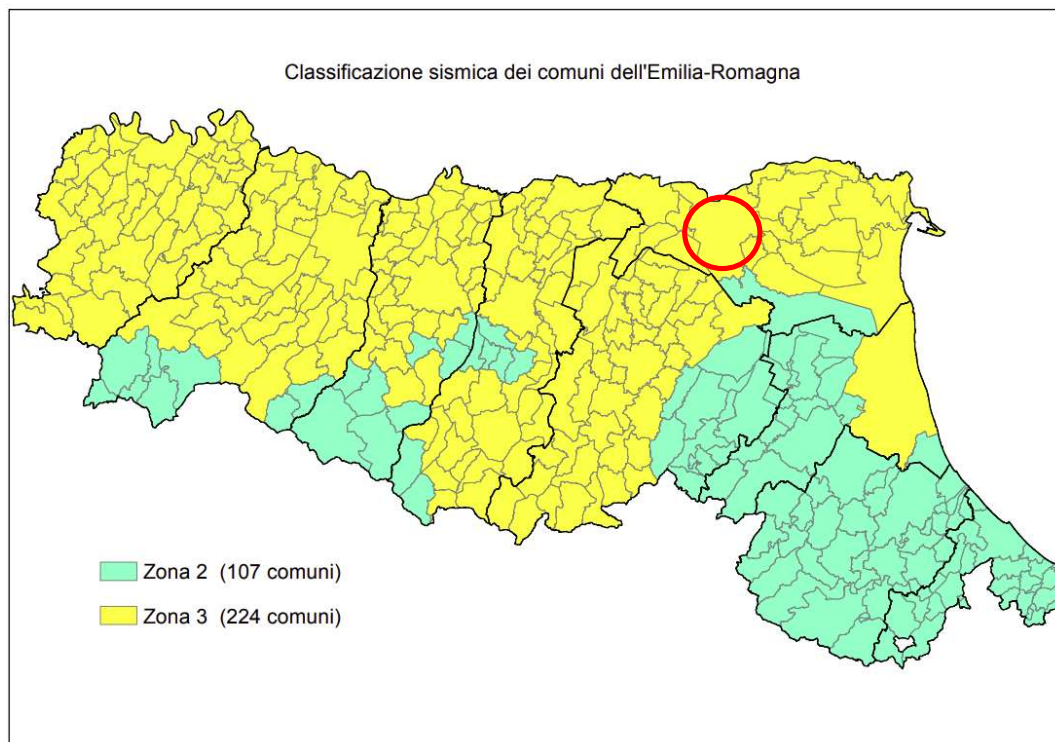 Classificazione sismica dei comuni dell'Emilia-Romagna
Zona 2 (107 comuni)
Zona 3 (224 comuni)